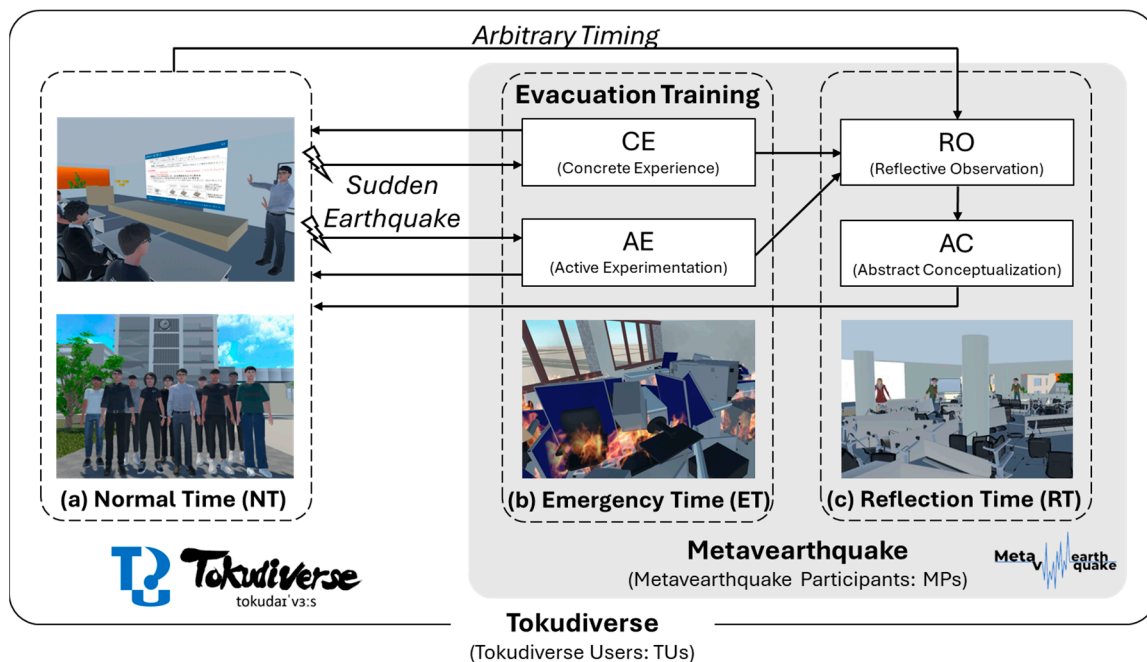 Arbitrary Timing
Evacuation Training
CE
(Concrete Experience)
RO
(Reflective Observation)
Sudden
Earthquake
AE
(Active Experimentation)
AC
(Abstract Conceptualization)
(a) Normal Time (NT)
(b) Emergency Time (ET)
(c) Reflection Time (RT)
Tokudiverse
tokudaɪˈvɜːs
Metavearthquake
(Metavearthquake Participants: MPs)
Meta
v
earth
quake
Tokudiverse
(Tokudiverse Users: TUs)